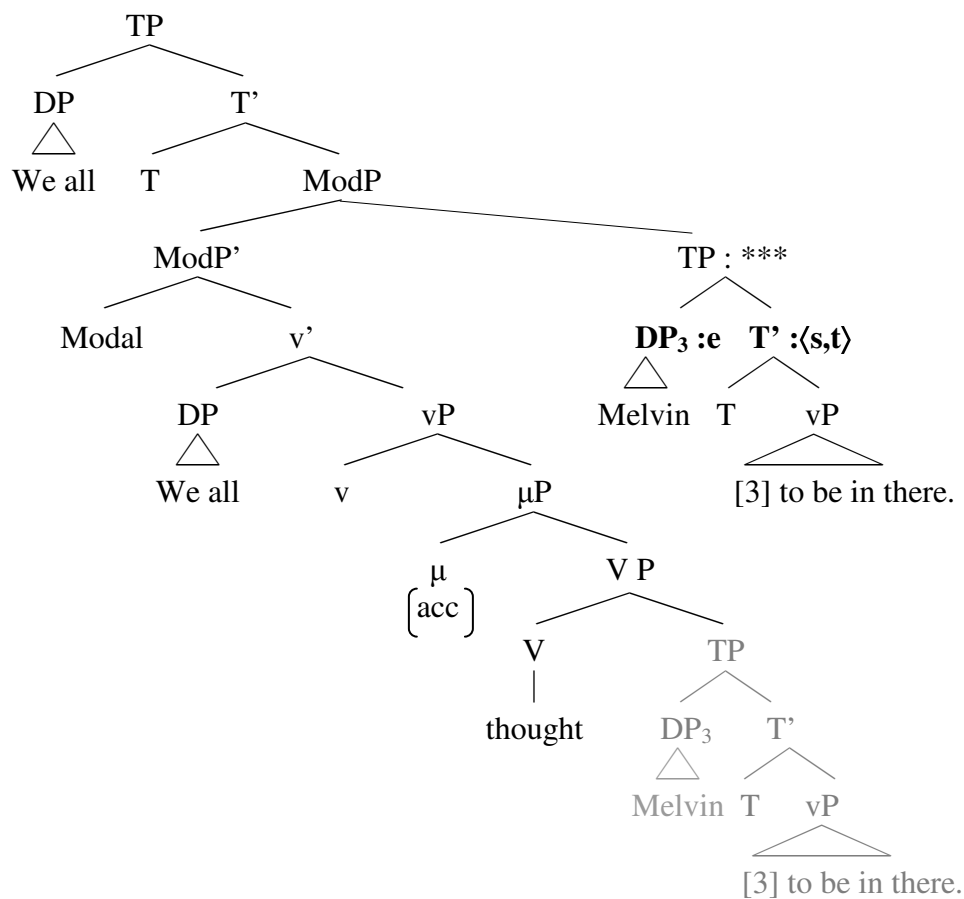 TP
DP T’
We all T ModP
ModP’ TP : ***
Modal v’ DP₃ :e T’ :⟨s,t⟩
DP vP Melvin T vP
We all v μP [3] to be in there.
μ V P
acc
V TP
thought DP₃ T’
Melvin T vP
[3] to be in there.